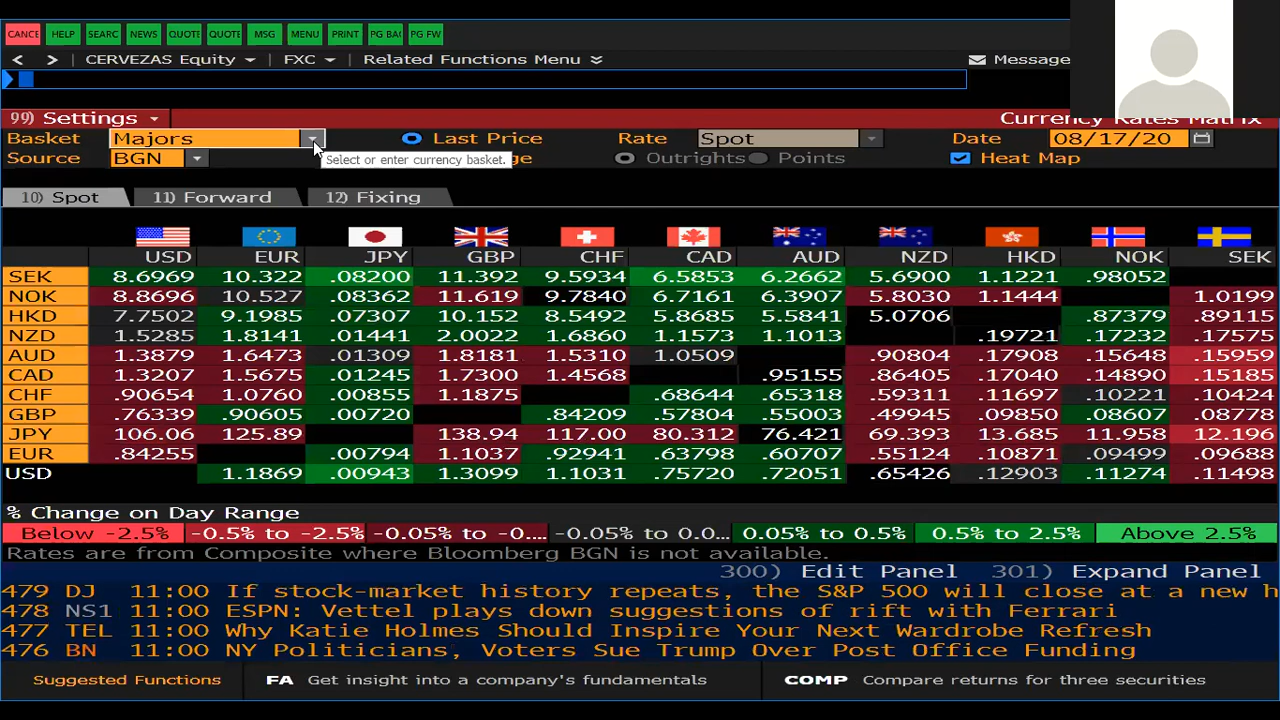 CANCE HELP SEARC NEWS QUOTE QUOTE MSG MENU PRINT PG BAC PG FW
< > CERVEZAS Equity FXC Related Functions Menu Message
99) Settings Currency Rates Matrix
Basket Majors Last Price Rate Spot Date 08/17/20
Source BGN Select or enter currency basket. Outrights Points Heat Map
10) Spot 11) Forward 12) Fixing
USD EUR JPY GBP CHF CAD AUD NZD HKD NOK SEK
SEK 8.6969 10.322 .08200 11.392 9.5934 6.5853 6.2662 5.6900 1.1221 .98052
NOK 8.8696 10.527 .08362 11.619 9.7840 6.7161 6.3907 5.8030 1.1444 1.0199
HKD 7.7502 9.1985 .07307 10.152 8.5492 5.8685 5.5841 5.0706 .87379 .89115
NZD 1.5285 1.8141 .01441 2.0022 1.6860 1.1573 1.1013 .19721 .17232 .17575
AUD 1.3879 1.6473 .01309 1.8181 1.5310 1.0509 .90804 .17908 .15648 .15959
CAD 1.3207 1.5675 .01245 1.7300 1.4568 .95155 .86405 .17040 .14890 .15185
CHF .90654 1.0760 .00855 1.1875 .68644 .65318 .59311 .11697 .10221 .10424
GBP .76339 .90605 .00720 .84209 .57804 .55003 .49945 .09850 .08607 .08778
JPY 106.06 125.89 138.94 117.00 80.312 76.421 69.393 13.685 11.958 12.196
EUR .84255 .00794 1.1037 .92941 .63798 .60707 .55124 .10871 .09499 .09688
USD 1.1869 .00943 1.3099 1.1031 .75720 .72051 .65426 .12903 .11274 .11498
% Change on Day Range
Below -2.5% -0.5% to -2.5% -0.05% to -0.... -0.05% to 0.0... 0.05% to 0.5% 0.5% to 2.5% Above 2.5%
Rates are from Composite where Bloomberg BGN is not available.
300) Edit Panel 301) Expand Panel
479 DJ 11:00 If stock-market history repeats, the S&P 500 will close at a new h
478 NS1 11:00 ESPN: Vettel plays down suggestions of rift with Ferrari
477 TEL 11:00 Why Katie Holmes Should Inspire Your Next Wardrobe Refresh
476 BN 11:00 NY Politicians, Voters Sue Trump Over Post Office Funding
Suggested Functions FA Get insight into a company's fundamentals COMP Compare returns for three securities